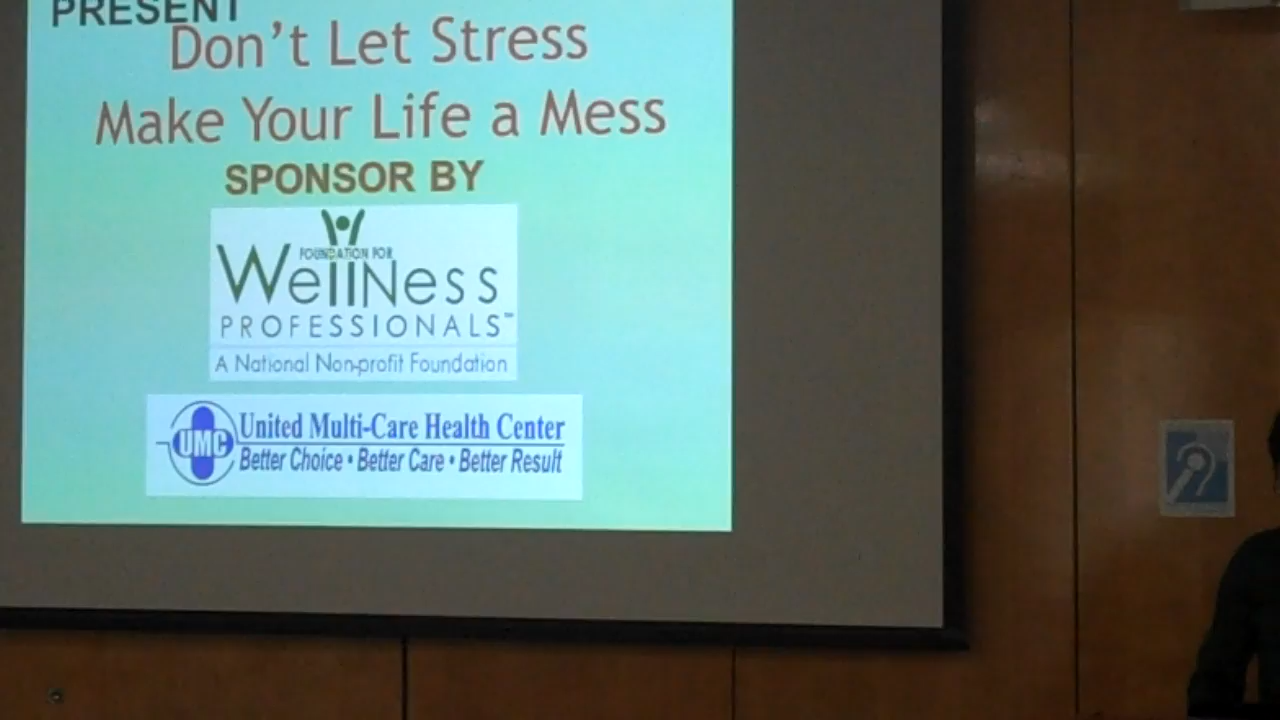 PRESENT
Don't Let Stress
Make Your Life a Mess
SPONSOR BY
FOUNDATION FOR
WellNess
PROFESSIONALS™
A National Non-profit Foundation
UMC
United Multi-Care Health Center
Better Choice • Better Care • Better Result